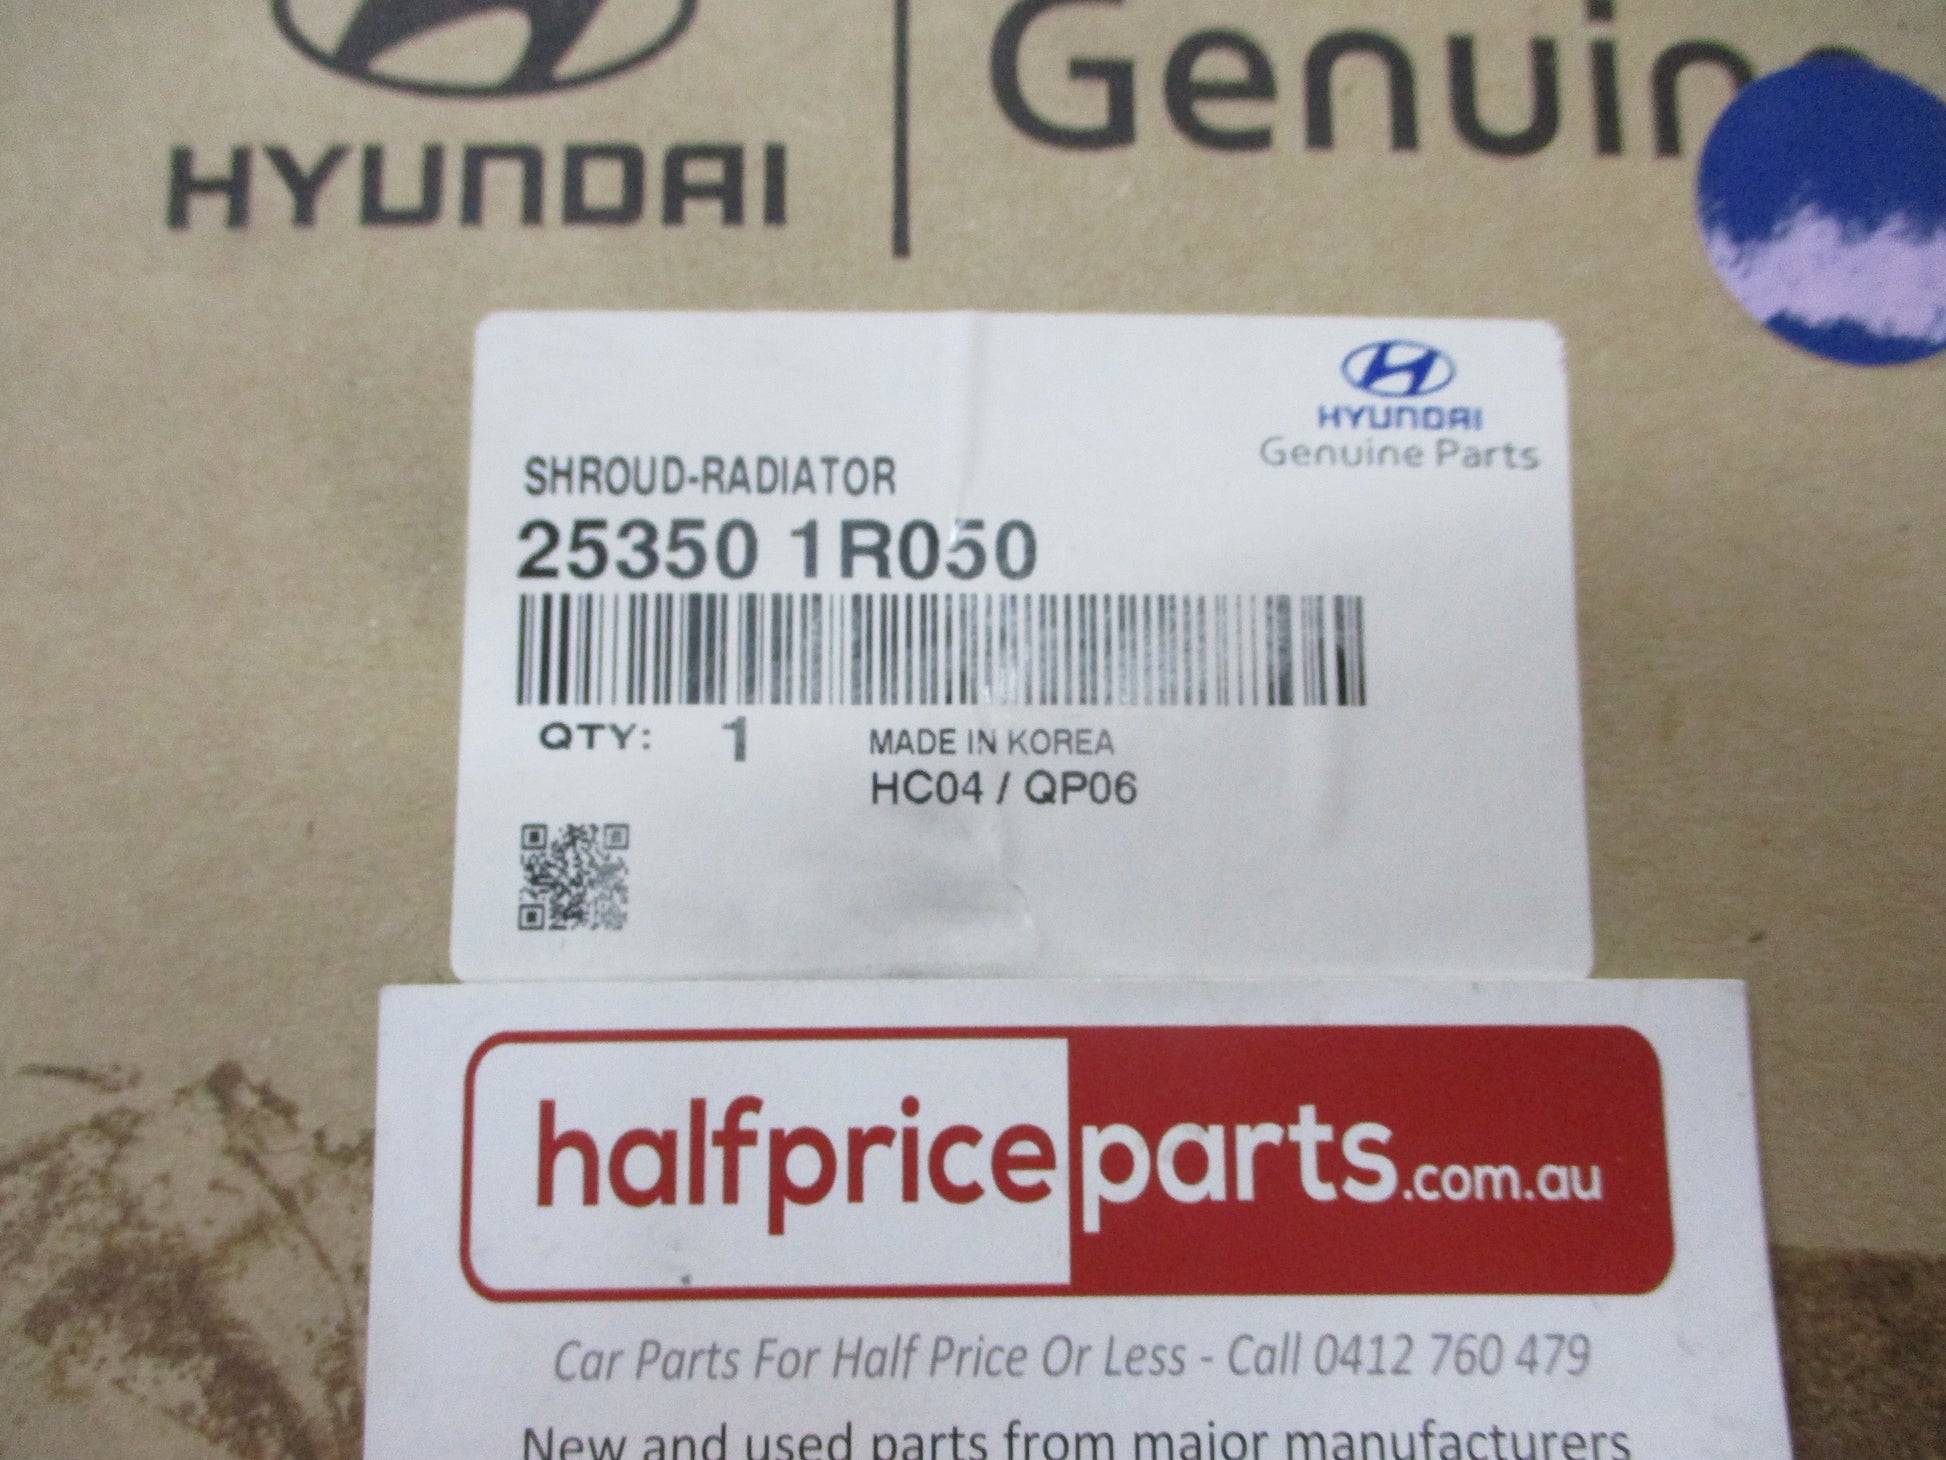 HYUNDAI
Genuin
HYUNDAI
Genuine Parts
SHROUD-RADIATOR
25350 1R050
QTY: 1
MADE IN KOREA
HC04 / QP06
halfpriceparts.com.au
Car Parts For Half Price Or Less - Call 0412 760 479
New and used parts from major manufacturers